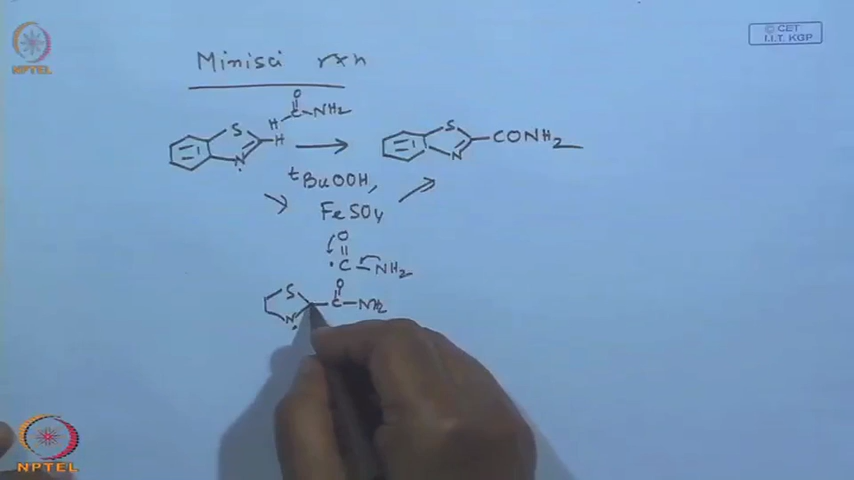 NPTEL
© CET
I.I.T. KGP
Minisci rxn
O
H C NH₂
S H
N
CONH₂
S
N
ᵗBuOOH,
FeSO₄
O
· C — NH₂
O
S C — NH₂
N
NPTEL